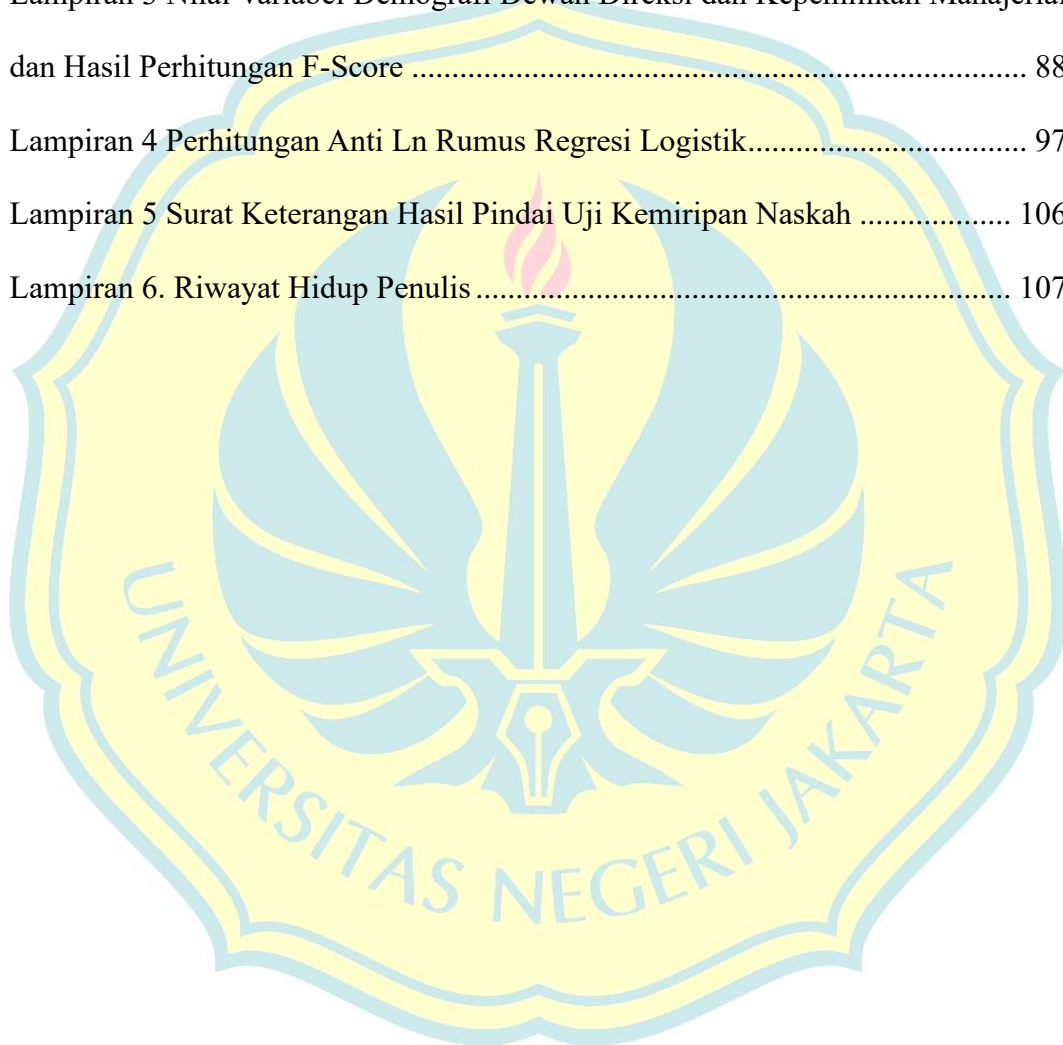 Lampiran 3 Nilai Variabel Demografi Dewan Direksi dan Kepemilikan Manajerial
dan Hasil Perhitungan F-Score ............................................................................. 88
Lampiran 4 Perhitungan Anti Ln Rumus Regresi Logistik................................... 97
Lampiran 5 Surat Keterangan Hasil Pindai Uji Kemiripan Naskah ................... 106
Lampiran 6. Riwayat Hidup Penulis ................................................................... 107
UNIVERSITAS NEGERI JAKARTA